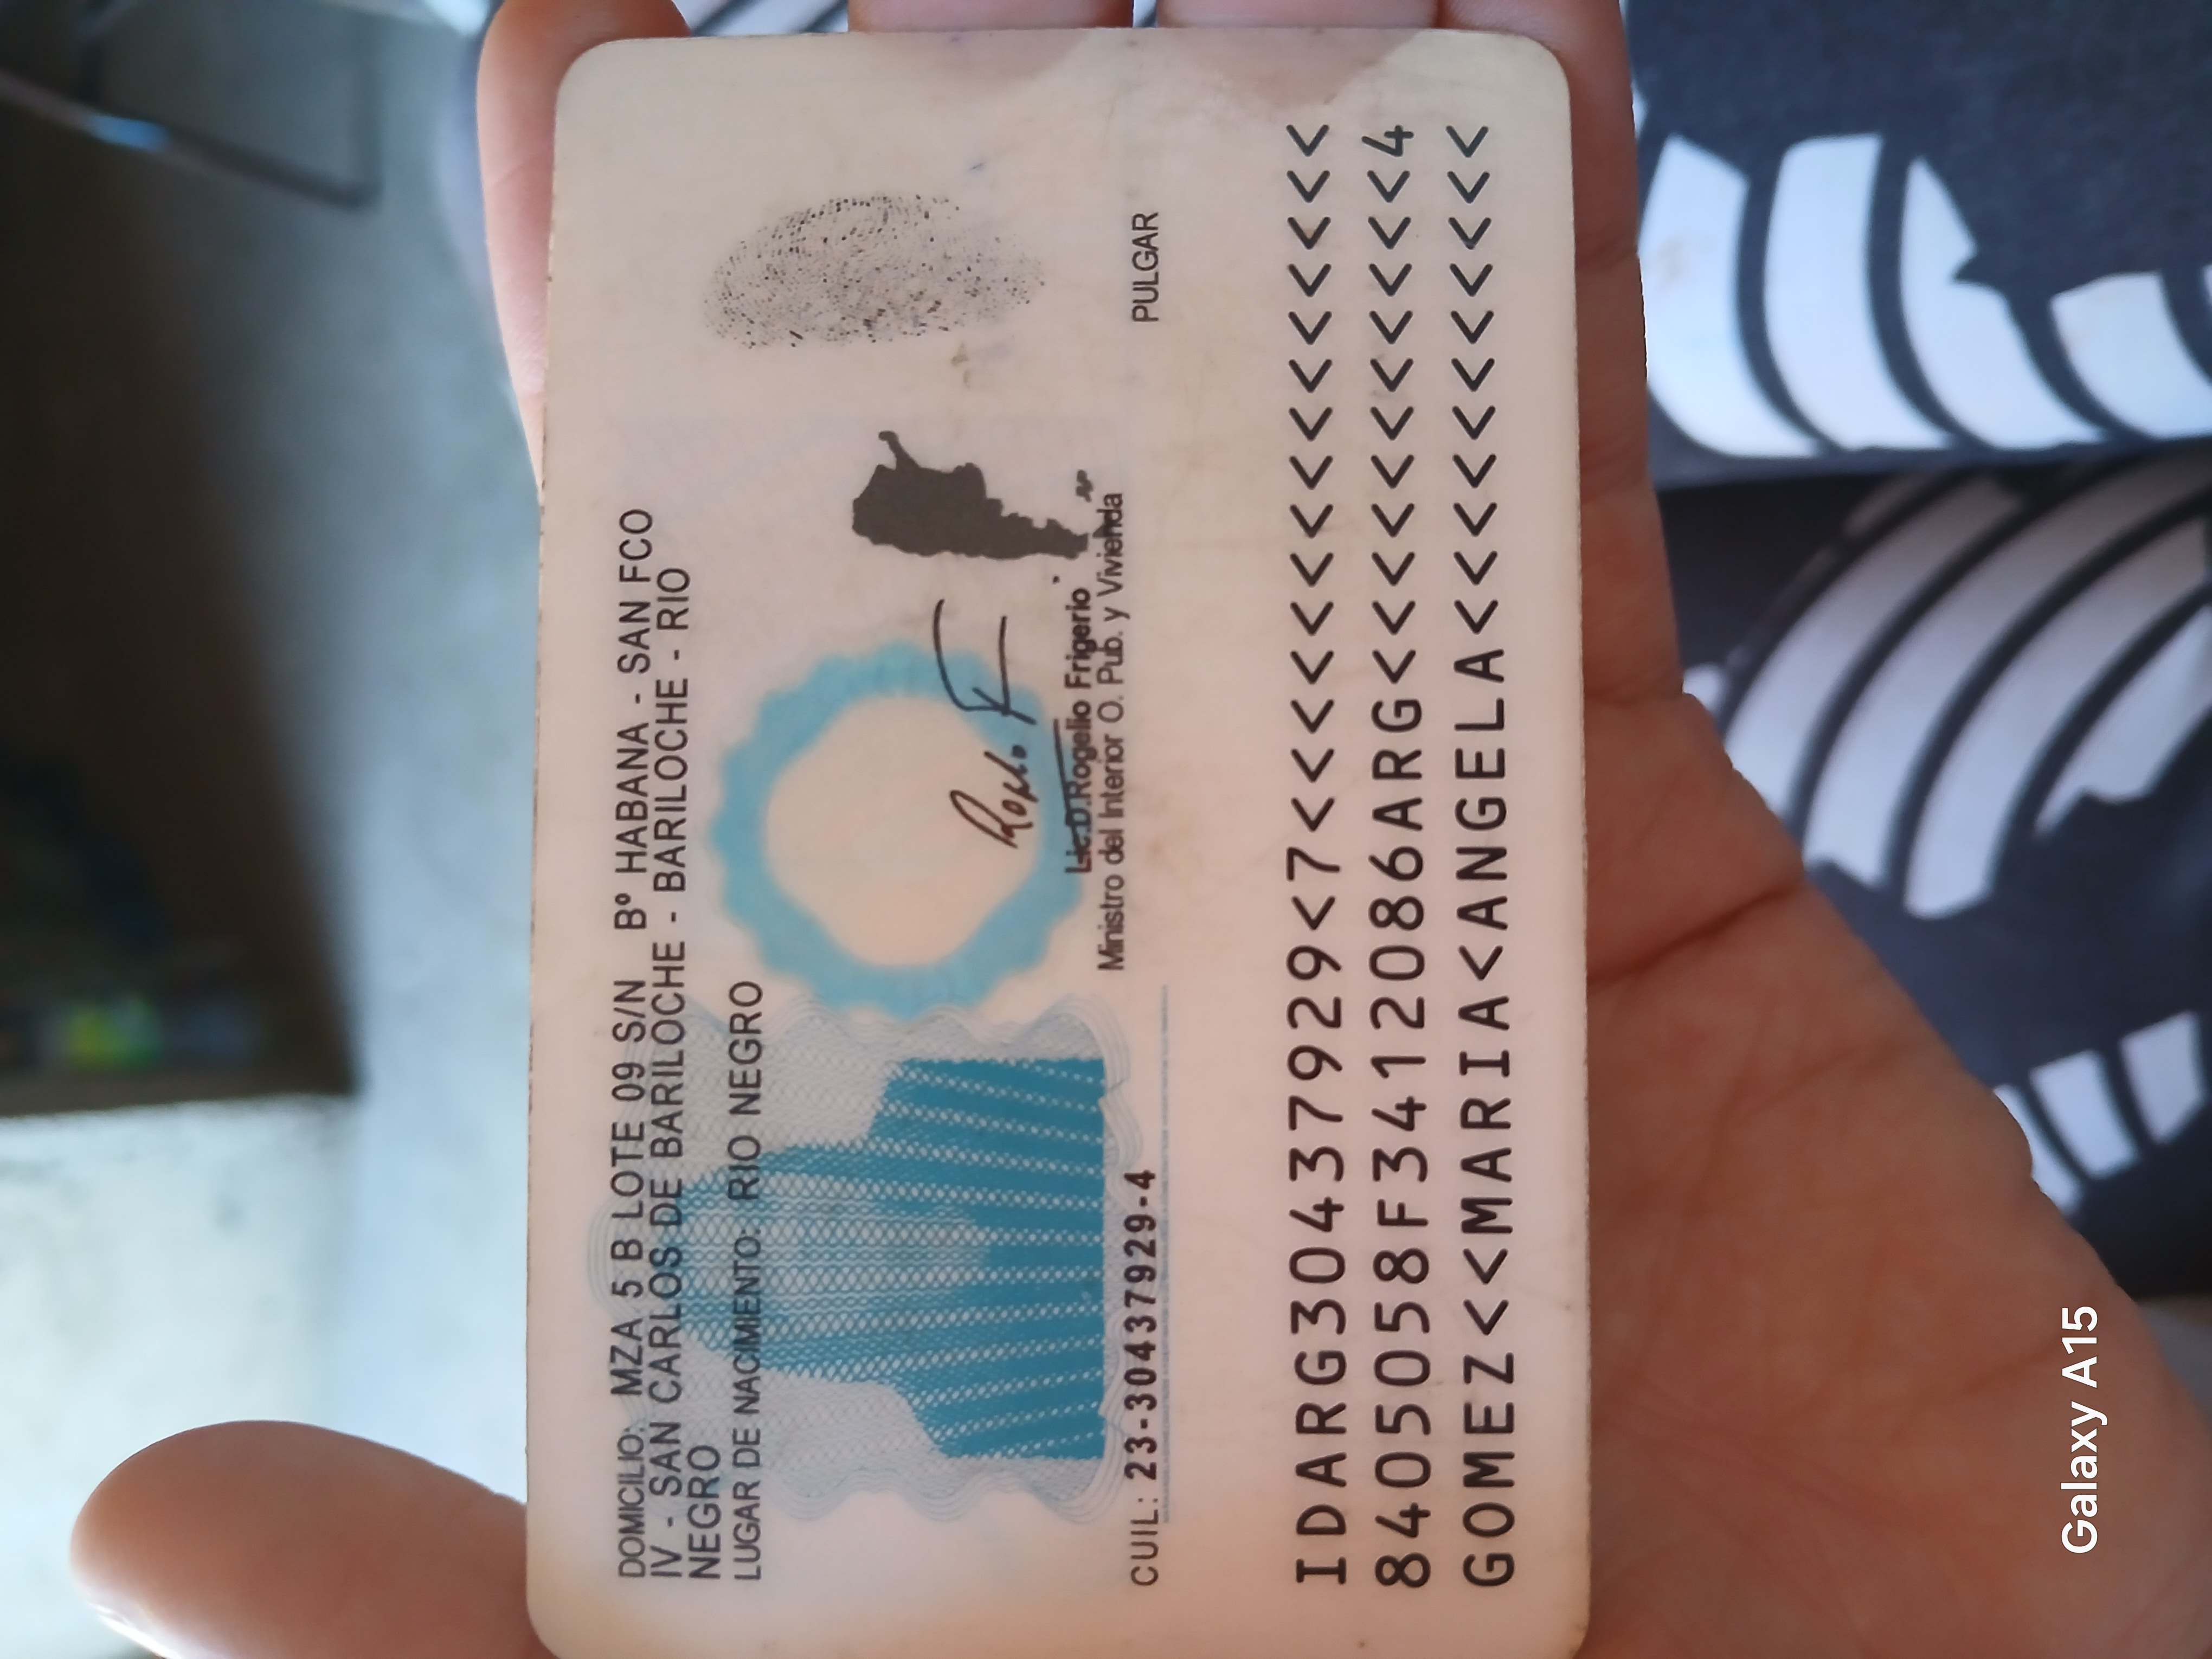 DOMICILIO: MZA 5 B LOTE 09 S/N Bº HABANA - SAN FCO
IV - SAN CARLOS DE BARILOCHE - BARILOCHE - RIO
NEGRO
LUGAR DE NACIMIENTO: RIO NEGRO
Lic.D.Rogelio Frigerio
Ministro del Interior O. Pub. y Vivienda
CUIL: 23-30437929-4
PULGAR
IDARG30437929<7<<<<<<<<<<<<<<<
8405058F3412086ARG<<<<<<<<<<<4
GOMEZ<<MARIA<ANGELA<<<<<<<<<<<
Galaxy A15